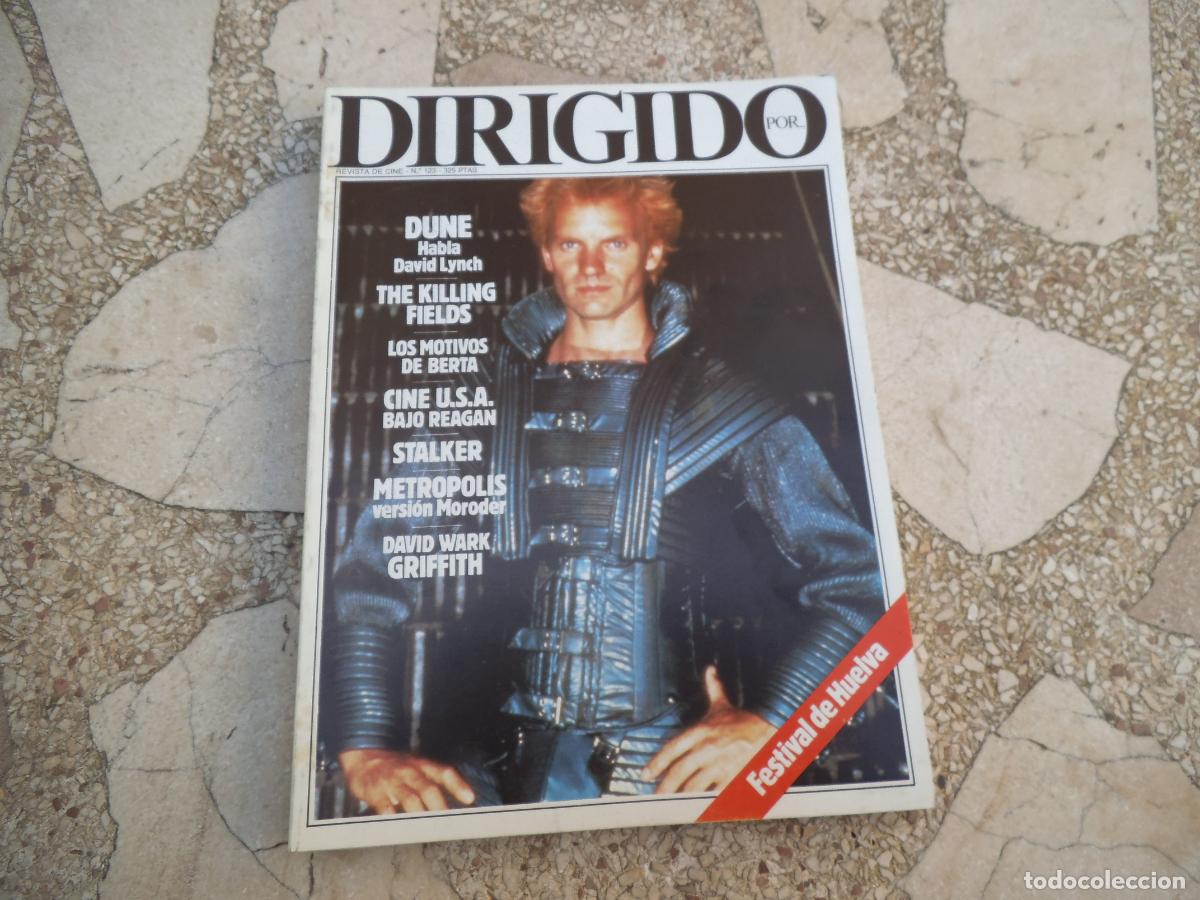 DIRIGIDO
POR...
REVISTA DE CINE - N.º 123 - 325 PTAS.
DUNE
Habla
David Lynch
THE KILLING
FIELDS
LOS MOTIVOS
DE BERTA
CINE U.S.A.
BAJO REAGAN
STALKER
METROPOLIS
versión Moroder
DAVID WARK
GRIFFITH
Festival de Huelva
todocoleccion